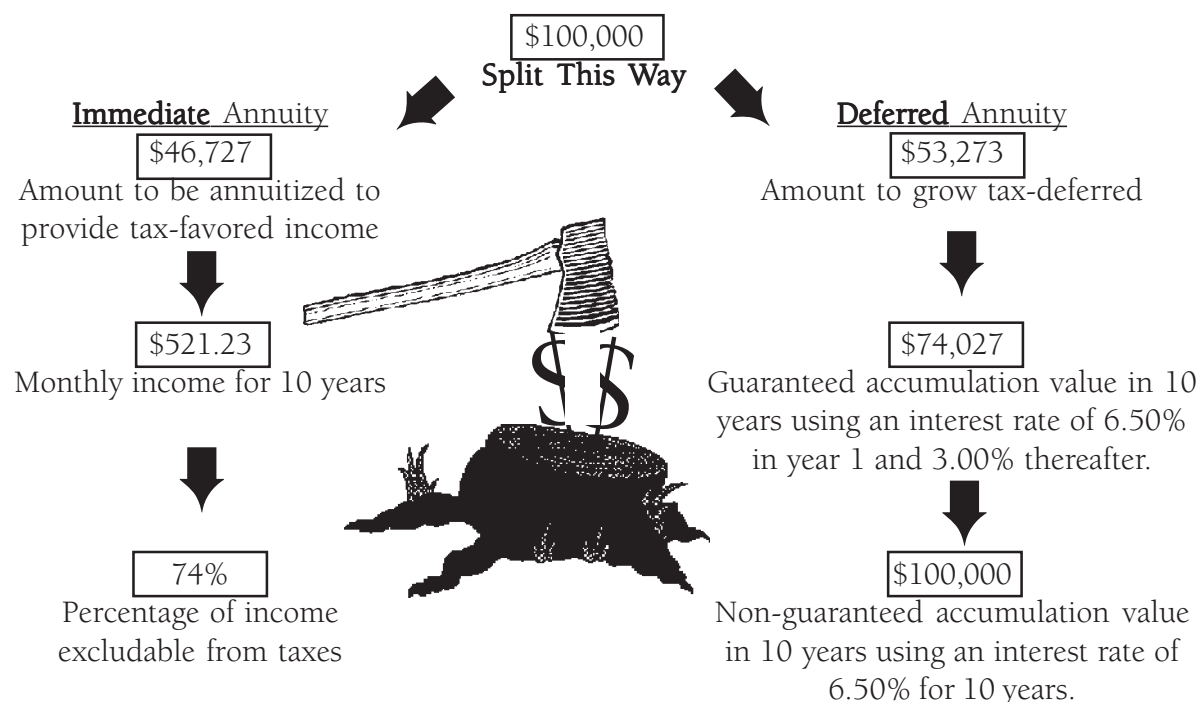 $100,000
Split This Way
Immediate Annuity
$46,727
Amount to be annuitized to
provide tax-favored income
$521.23
Monthly income for 10 years
74%
Percentage of income
excludable from taxes
Deferred Annuity
$53,273
Amount to grow tax-deferred
$74,027
Guaranteed accumulation value in 10
years using an interest rate of 6.50%
in year 1 and 3.00% thereafter.
$100,000
Non-guaranteed accumulation value
in 10 years using an interest rate of
6.50% for 10 years.
$